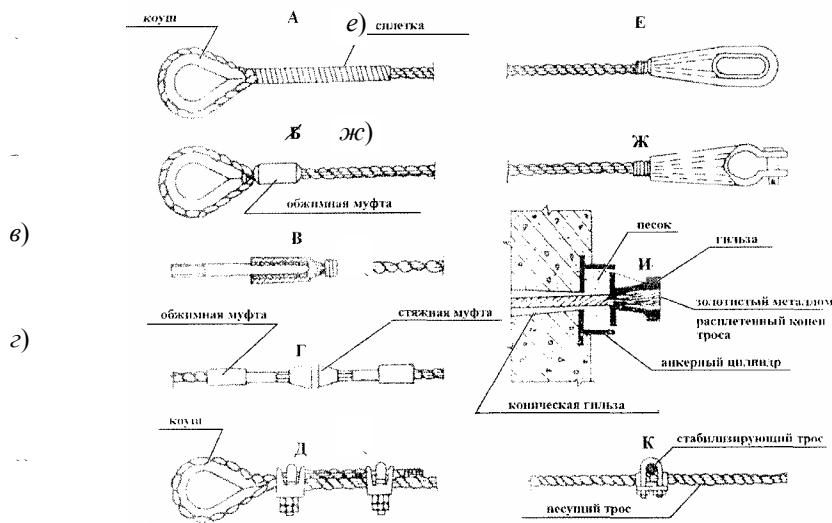 коуш
А
е) сплетка
Е
Б
ж)
Ж
обжимная муфта
в)
В
песок
гильза
И
золотистый металлом
расплетенный конец
троса
обжимная муфта
стяжная муфта
г)
Г
анкерный цилиндр
коническая гильза
коуш
Д
К
стабилизирующий трос
несущий трос